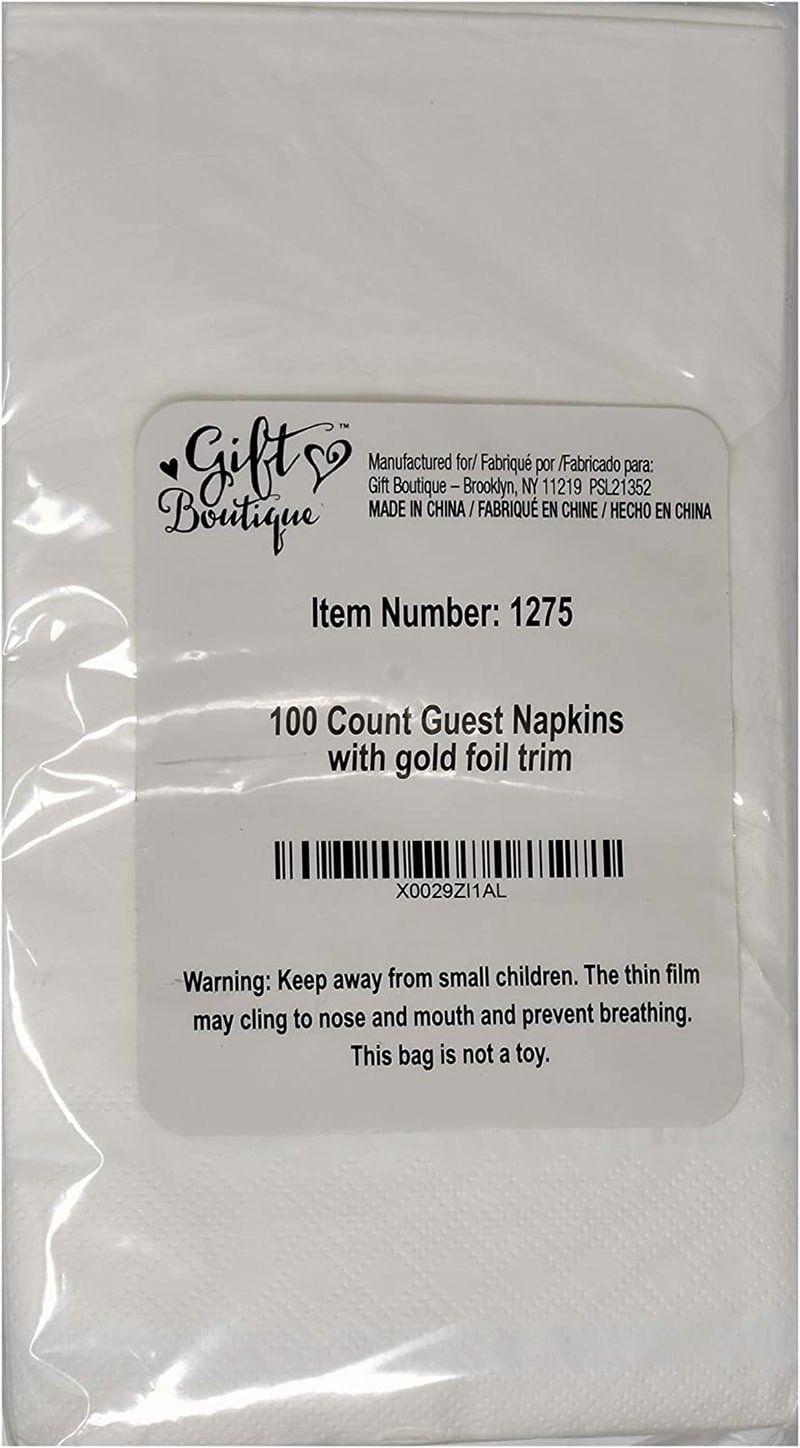 Gift ™
Boutique
Manufactured for/ Fabriqué por /Fabricado para:
Gift Boutique – Brooklyn, NY 11219 PSL21352
MADE IN CHINA / FABRIQUÉ EN CHINE / HECHO EN CHINA
Item Number: 1275
100 Count Guest Napkins
with gold foil trim
X0029ZI1AL
Warning: Keep away from small children. The thin film
may cling to nose and mouth and prevent breathing.
This bag is not a toy.